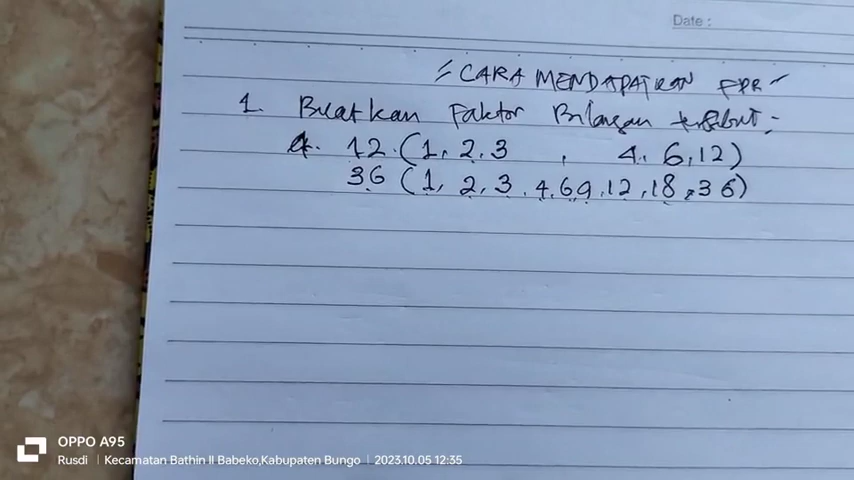 Date :
= CARA MENDAPATKAN FPB =
1. Buatkan Faktor Bilangan tersebut :
a. 12. (1, 2, 3 , 4, 6, 12)
36 (1, 2, 3, 4, 6, 9, 12, 18, 36)
OPPO A95
Rusdi | Kecamatan Bathin II Babeko,Kabupaten Bungo | 2023.10.05 12:35